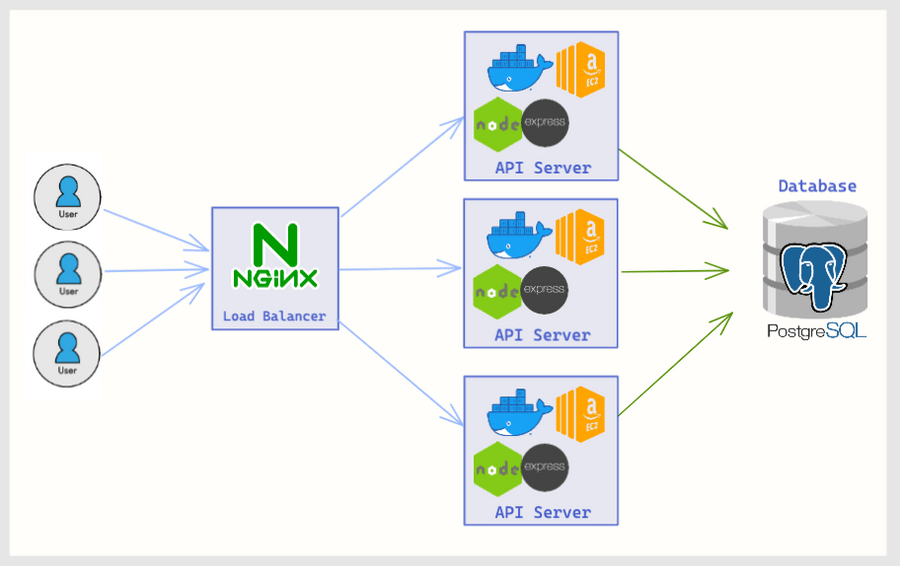 User
User
User
N
NGiNX
Load Balancer
a
EC2
node
express
API Server
a
EC2
node
express
API Server
a
EC2
node
express
API Server
Database
PostgreSQL